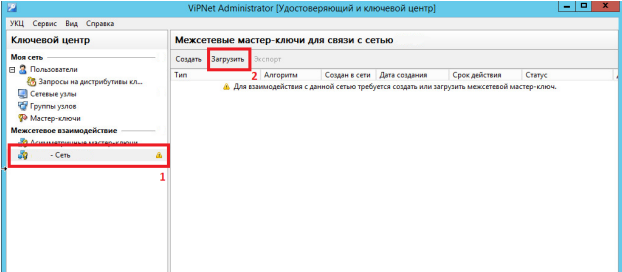 ViPNet Administrator [Удостоверяющий и ключевой центр]
УКЦ Сервис Вид Справка
Ключевой центр
Межсетевые мастер-ключи для связи с сетью
Моя сеть
Создать Загрузить Экспорт
Пользователи
2
Тип Алгоритм Создан в сети Дата создания Срок действия Статус
Запросы на дистрибутивы кл...
Для взаимодействия с данной сетью требуется создать или загрузить межсетевой мастер-ключ.
Сетевые узлы
Группы узлов
Мастер-ключи
Межсетевое взаимодействие
Асимметричные мастер-ключи
- Сеть
1